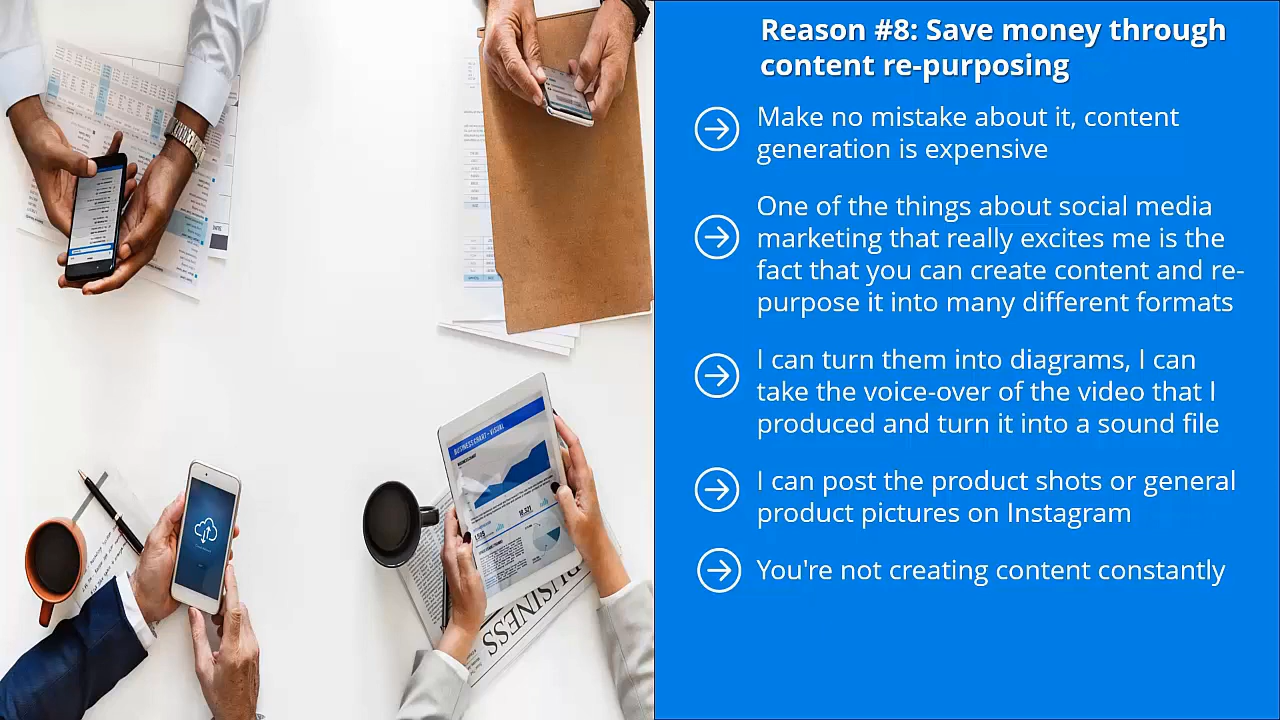 Reason #8: Save money through
content re-purposing
Make no mistake about it, content
generation is expensive
One of the things about social media
marketing that really excites me is the
fact that you can create content and re-
purpose it into many different formats
I can turn them into diagrams, I can
take the voice-over of the video that I
produced and turn it into a sound file
I can post the product shots or general
product pictures on Instagram
You're not creating content constantly
BUSINESS CHART - VISUAL
BUSINESS